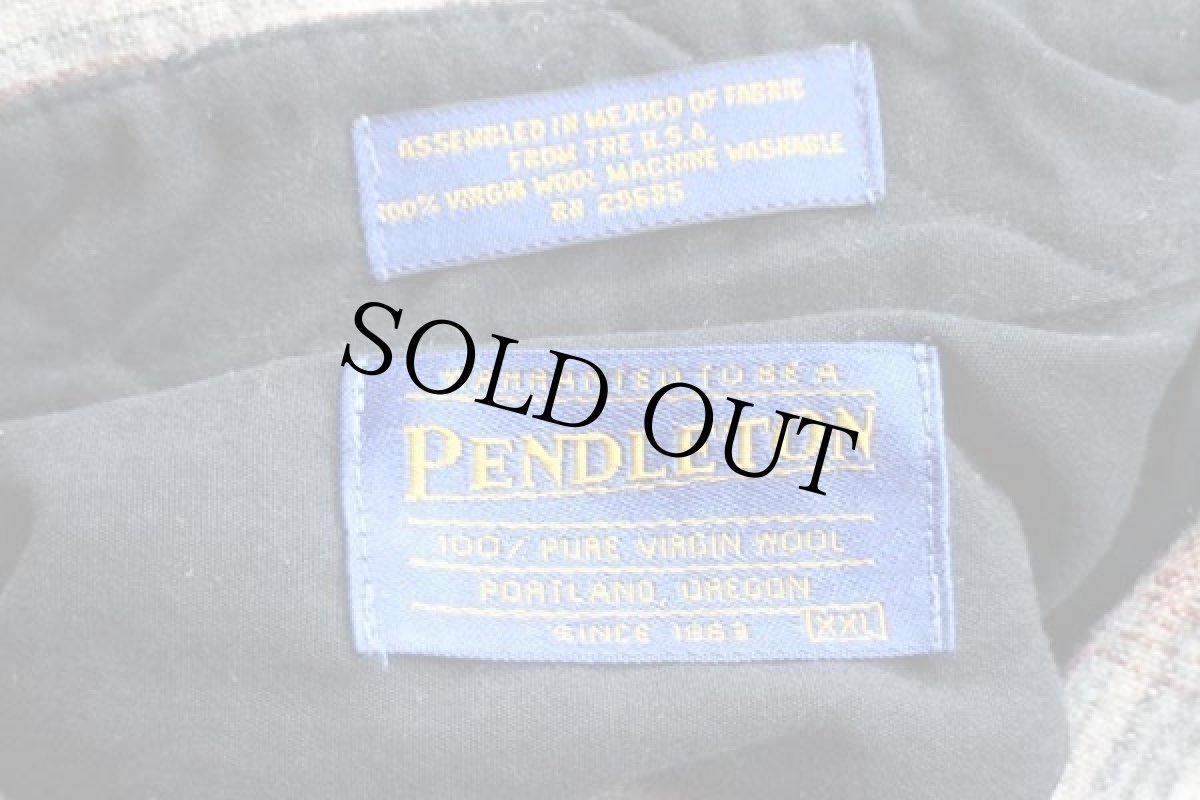 ASSEMBLED IN MEXICO OF FABRIC
FROM THE U.S.A.
100% VIRGIN WOOL MACHINE WASHABLE
RN 29685
SOLD OUT
WARRANTED TO BE A
PENDLETON
100% PURE VIRGIN WOOL
PORTLAND, OREGON
SINCE 1863
XXL